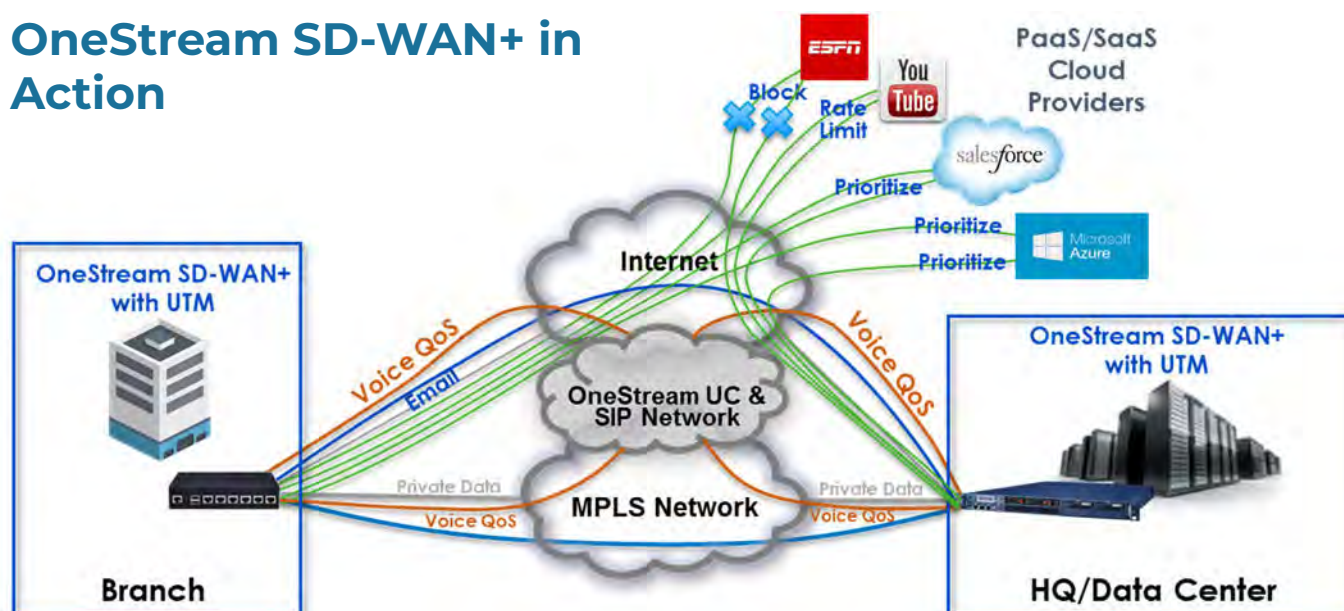 OneStream SD-WAN+ in
Action
ESPN
You
Tube
PaaS/SaaS
Cloud
Providers
Block
Rate
Limit
salesforce
Prioritize
Prioritize
Microsoft
Azure
Prioritize
Internet
OneStream SD-WAN+
with UTM
Voice QoS
Email
Voice QoS
OneStream SD-WAN+
with UTM
OneStream UC &
SIP Network
Private Data
Voice QoS
MPLS Network
Private Data
Voice QoS
Branch
HQ/Data Center